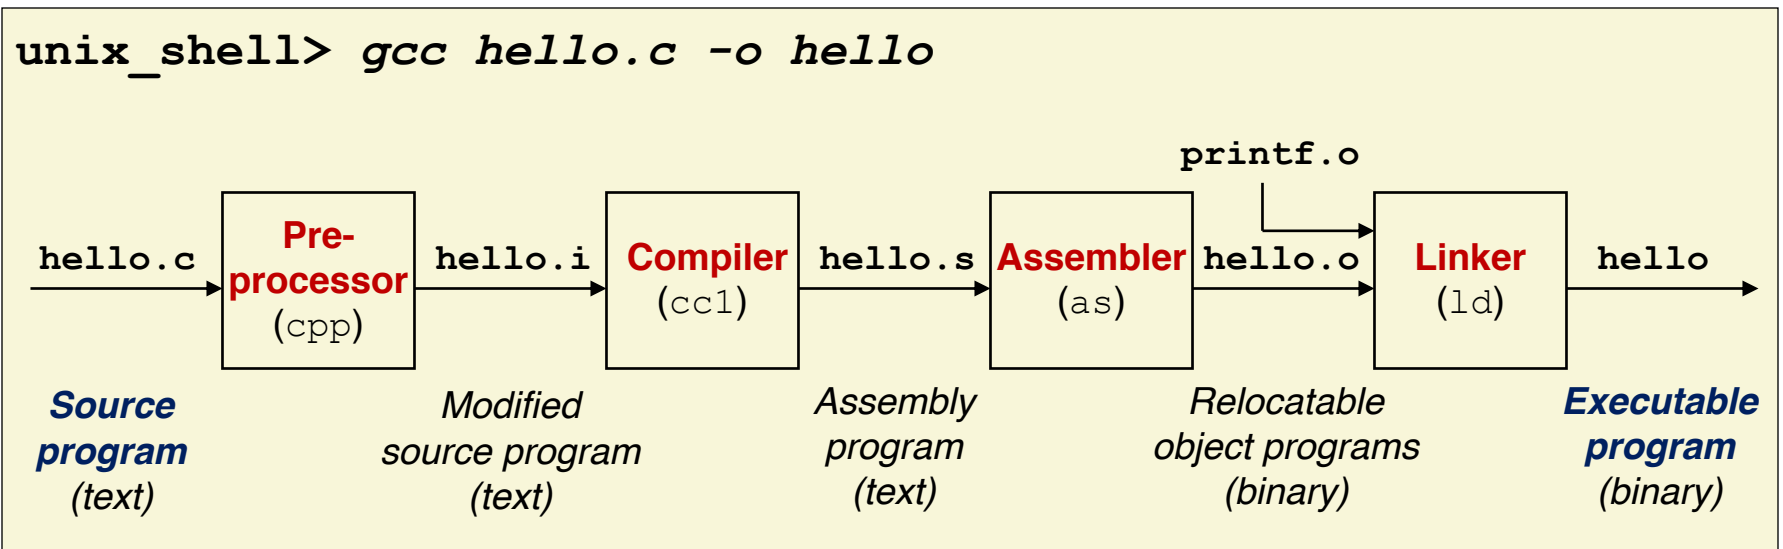 unix_shell> gcc hello.c -o hello
printf.o
hello.c
Pre-
processor
(cpp)
hello.i
Compiler
(cc1)
hello.s
Assembler
(as)
hello.o
Linker
(ld)
hello
Source
program
(text)
Modified
source program
(text)
Assembly
program
(text)
Relocatable
object programs
(binary)
Executable
program
(binary)